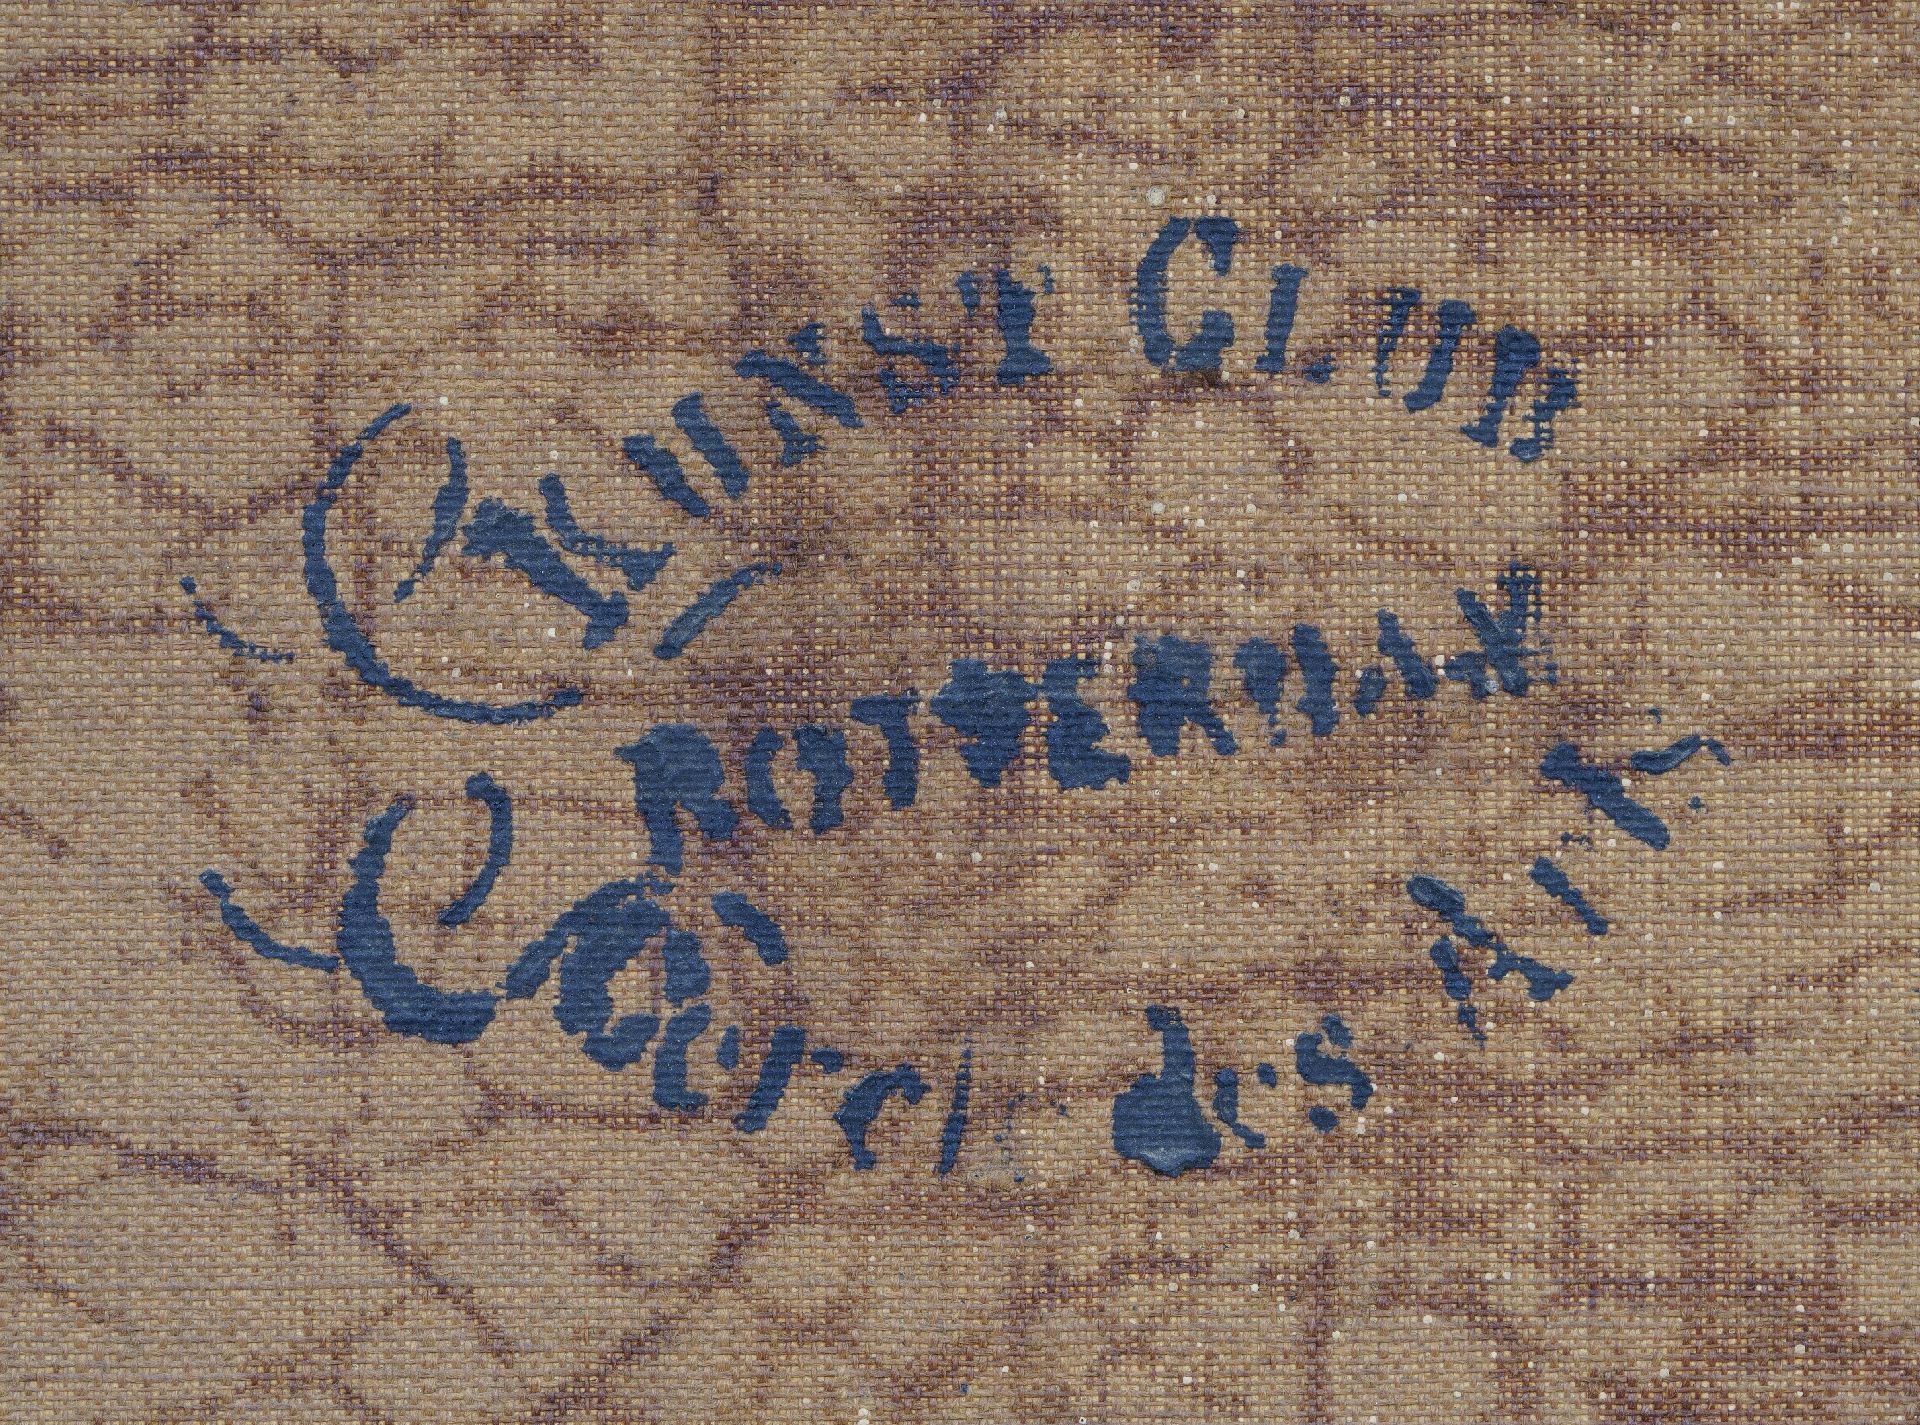 KUNST CLUB
ROTTERDAM
Cercle des Arts